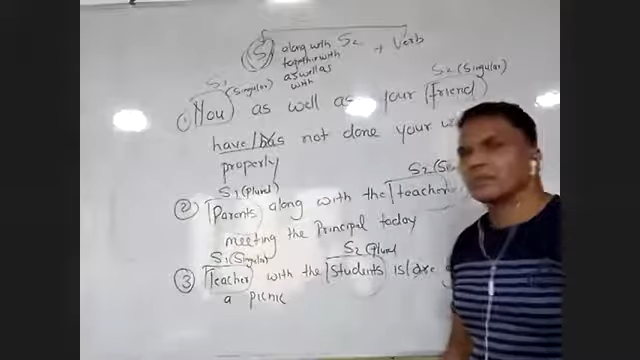 S along with S2 + Verb
together with
as well as
with
S1 (Singular) S2 (Singular)
① You as well as your friend
have/has not done your
properly
S1 (Plural) S2
② Parents along with the teacher
meeting the Principal today
S1 (Singular) S2 Plural
③ Teacher with the students is/are
a picnic